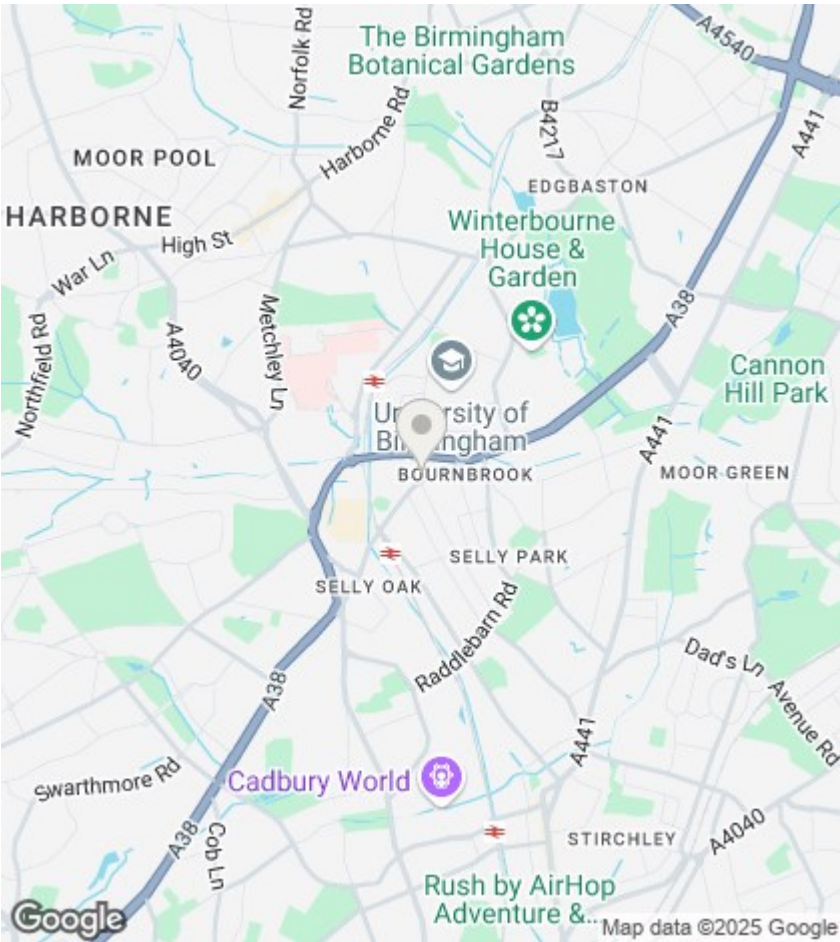 A4540
The Birmingham
Botanical Gardens
Norfolk Rd
Harborne Rd
B4217
A441
MOOR POOL
EDGBASTON
HARBORNE
High St
Winterbourne
House &
Garden
War Ln
A38
Northfield Rd
A4040
Metchley Ln
Cannon
Hill Park
University of
Birmingham
A441
BOURNBROOK
MOOR GREEN
SELLY PARK
SELLY OAK
Raddlebarn Rd
Dad's Ln
Avenue Rd
A38
A441
Swarthmore Rd
Cadbury World
A38
Cob Ln
STIRCHLEY
A4040
Rush by AirHop
Adventure &...
Google
Map data ©2025 Google